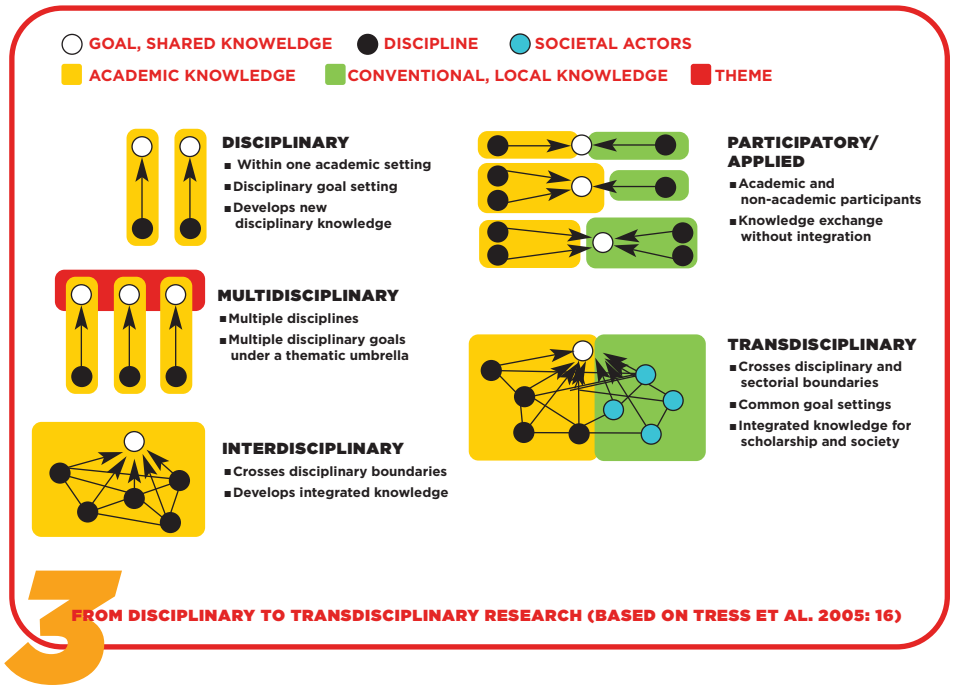 GOAL, SHARED KNOWELDGE DISCIPLINE SOCIETAL ACTORS
ACADEMIC KNOWLEDGE CONVENTIONAL, LOCAL KNOWLEDGE THEME
DISCIPLINARY
■ Within one academic setting
■ Disciplinary goal setting
■ Develops new
disciplinary knowledge
MULTIDISCIPLINARY
■ Multiple disciplines
■ Multiple disciplinary goals
under a thematic umbrella
INTERDISCIPLINARY
■ Crosses disciplinary boundaries
■ Develops integrated knowledge
PARTICIPATORY/
APPLIED
■ Academic and
non-academic participants
■ Knowledge exchange
without integration
TRANSDISCIPLINARY
■ Crosses disciplinary and
sectorial boundaries
■ Common goal settings
■ Integrated knowledge for
scholarship and society
3
FROM DISCIPLINARY TO TRANSDISCIPLINARY RESEARCH (BASED ON TRESS ET AL. 2005: 16)